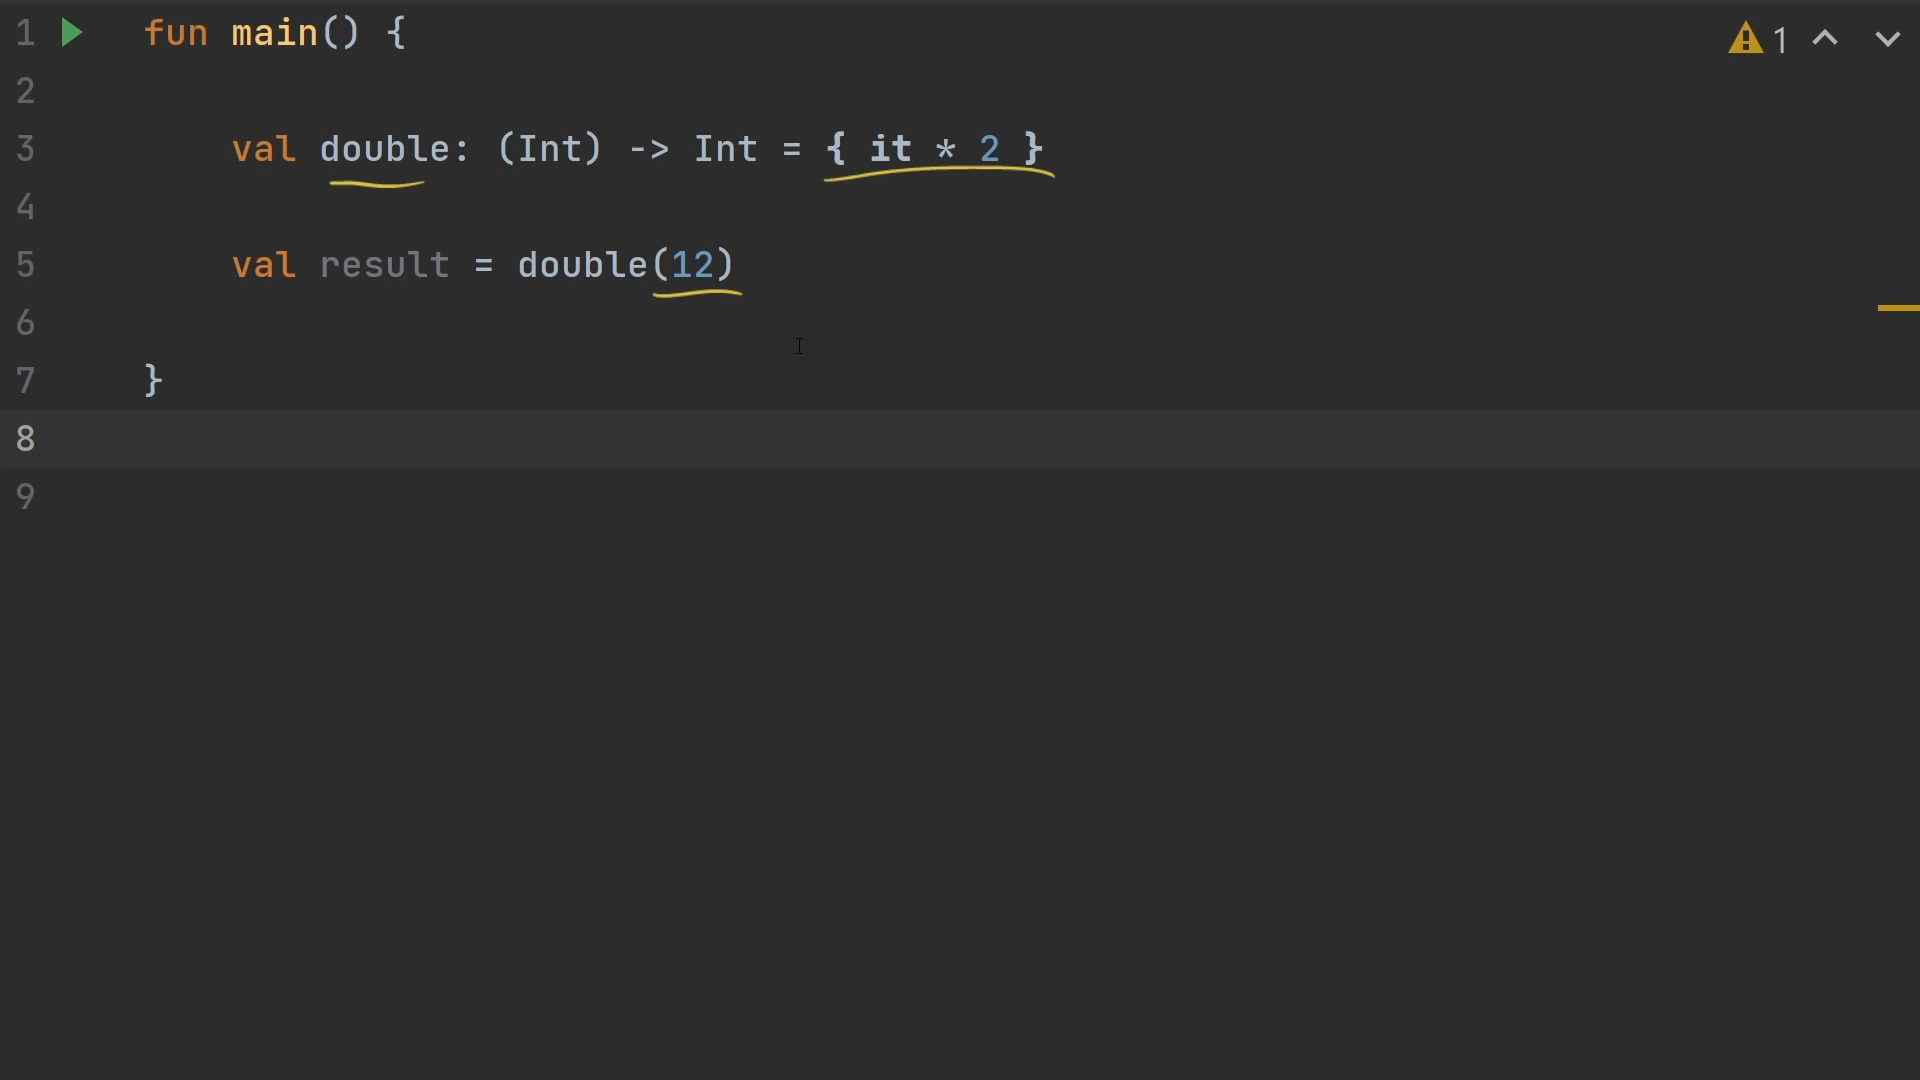 1 fun main() { 1
2
3 val double: (Int) -> Int = { it * 2 }
4
5 val result = double(12)
6
7 }
8
9